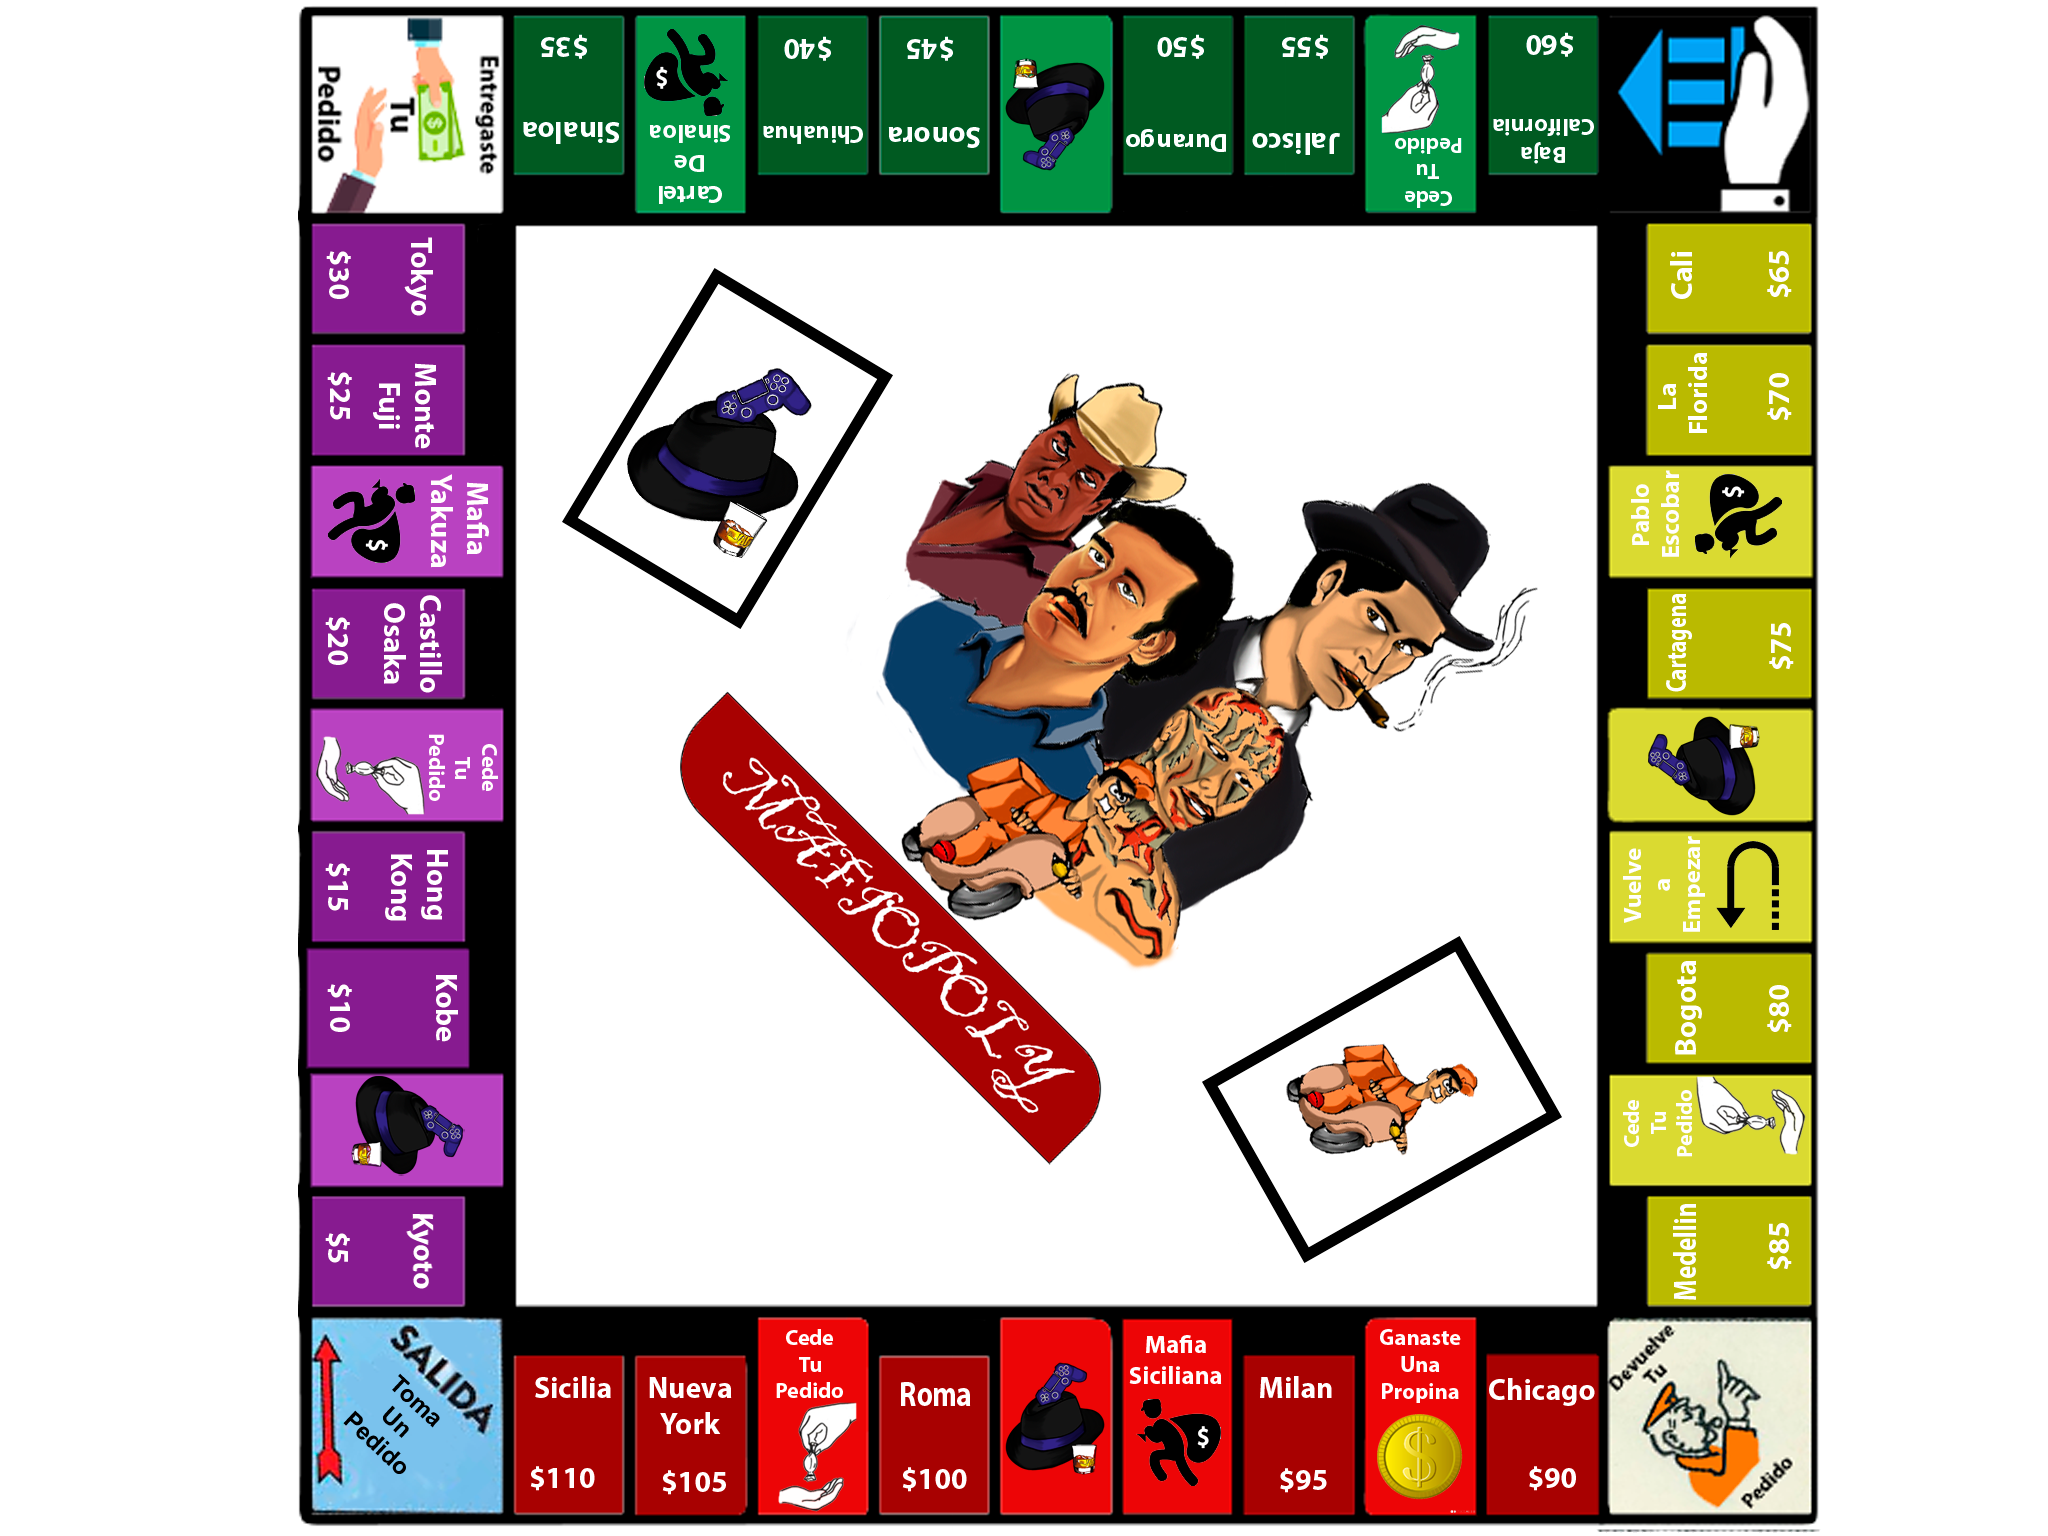 Entregaste
Tu
Pedido
$35
Sinaloa
Cartel
De
Sinaloa
$
$40
Chiuahua
$45
Sonora
$50
Durango
$55
Jalisco
Cede
Tu
Pedido
$60
Baja
California
Cali
$65
La
Florida
$70
Pablo
Escobar
$
Cartagena
$75
Vuelve
a
Empezar
Bogota
$80
Cede
Tu
Pedido
Medellin
$85
Devuelve
Tu
Pedido
Chicago
$90
Ganaste
Una
Propina
$
Milan
$95
Mafia
Siciliana
$
Roma
$100
Cede
Tu
Pedido
Nueva
York
$105
Sicilia
$110
SALIDA
Toma
Un
Pedido
Kyoto
$5
Kobe
$10
Hong
Kong
$15
Cede
Tu
Pedido
Castillo
Osaka
$20
Mafia
Yakuza
$
Monte
Fuji
$25
Tokyo
$30
MAFIOPOLY